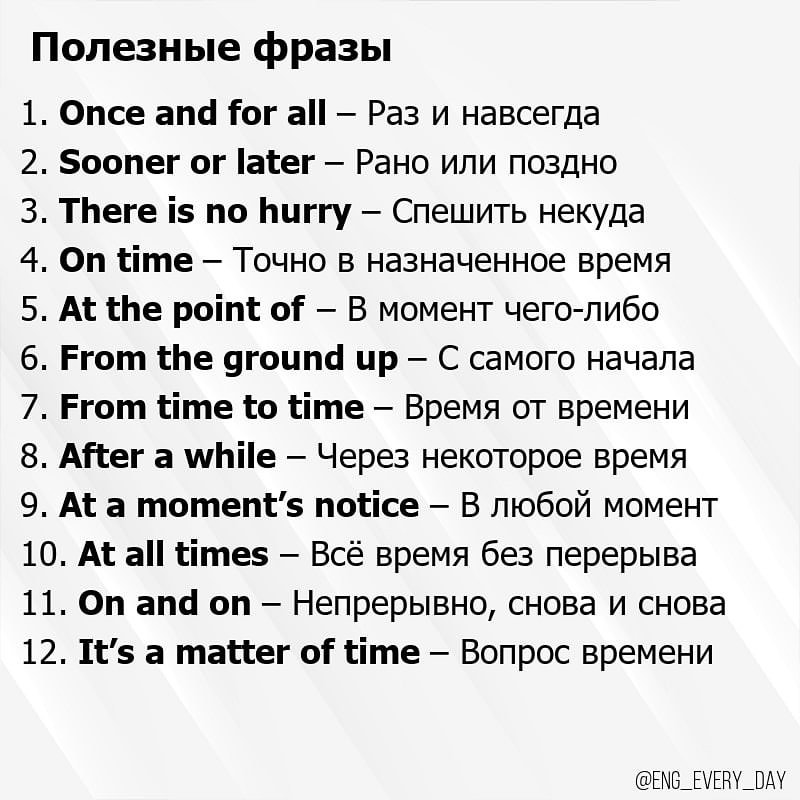 Полезные фразы
1. Once and for all – Раз и навсегда
2. Sooner or later – Рано или поздно
3. There is no hurry – Спешить некуда
4. On time – Точно в назначенное время
5. At the point of – В момент чего-либо
6. From the ground up – С самого начала
7. From time to time – Время от времени
8. After a while – Через некоторое время
9. At a moment’s notice – В любой момент
10. At all times – Всё время без перерыва
11. On and on – Непрерывно, снова и снова
12. It’s a matter of time – Вопрос времени
@ENG_EVERY_DAY